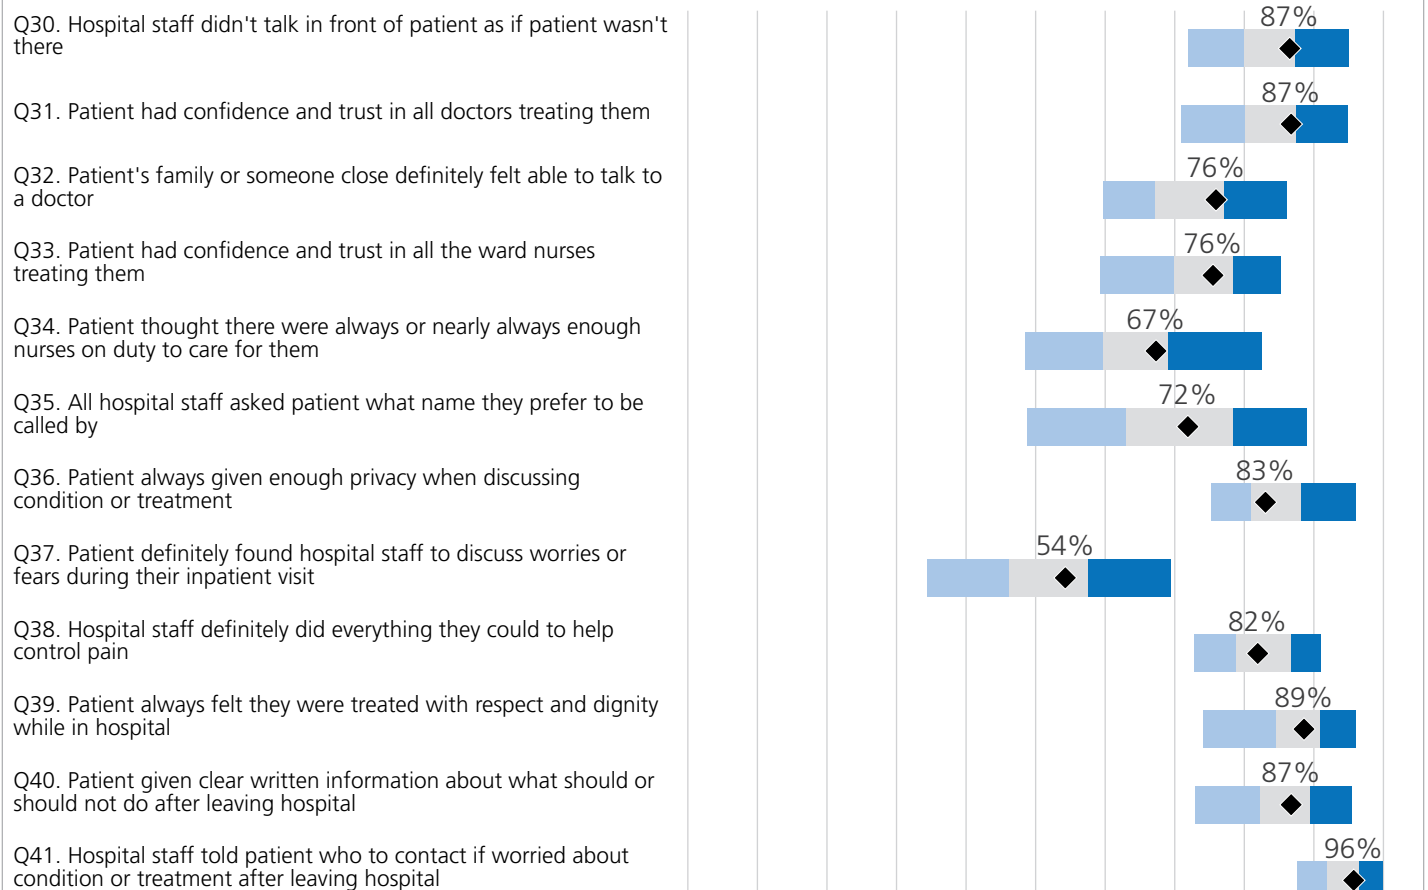 Q30. Hospital staff didn't talk in front of patient as if patient wasn't
there
87%
Q31. Patient had confidence and trust in all doctors treating them
87%
Q32. Patient's family or someone close definitely felt able to talk to
a doctor
76%
Q33. Patient had confidence and trust in all the ward nurses
treating them
76%
Q34. Patient thought there were always or nearly always enough
nurses on duty to care for them
67%
Q35. All hospital staff asked patient what name they prefer to be
called by
72%
Q36. Patient always given enough privacy when discussing
condition or treatment
83%
Q37. Patient definitely found hospital staff to discuss worries or
fears during their inpatient visit
54%
Q38. Hospital staff definitely did everything they could to help
control pain
82%
Q39. Patient always felt they were treated with respect and dignity
while in hospital
89%
Q40. Patient given clear written information about what should or
should not do after leaving hospital
87%
Q41. Hospital staff told patient who to contact if worried about
condition or treatment after leaving hospital
96%